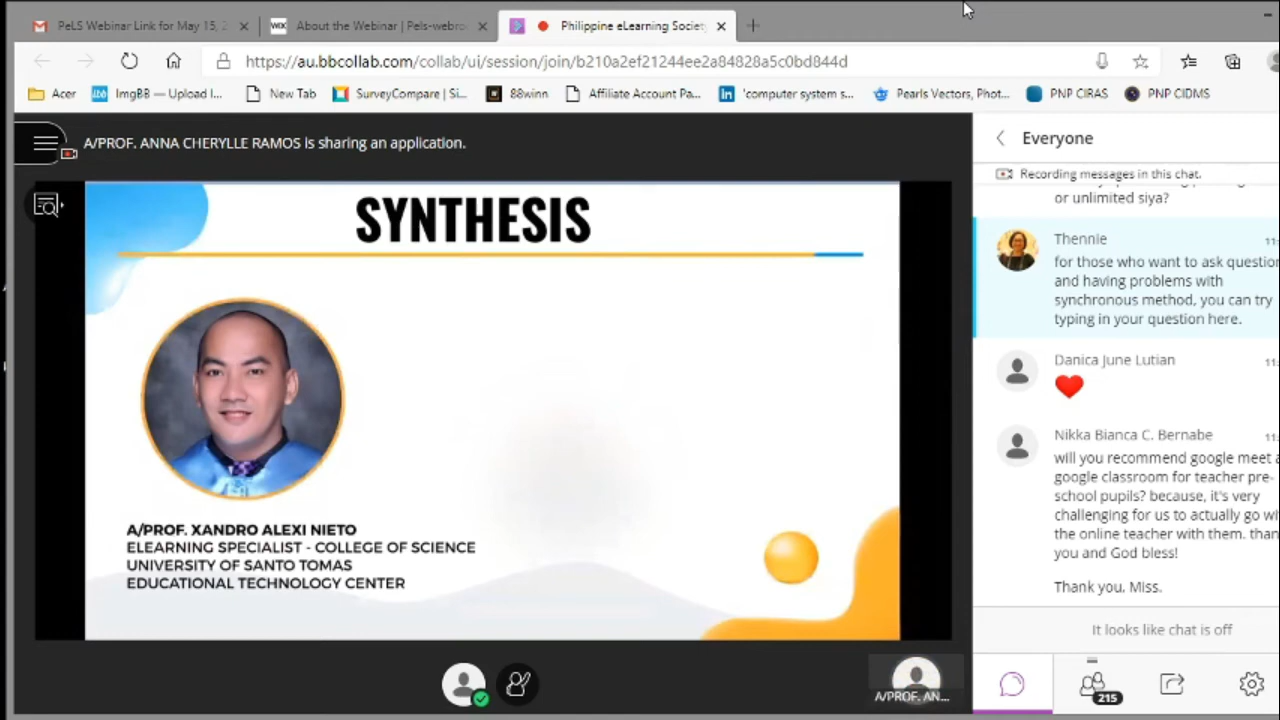 PeLS Webinar Link for May 15, 2
About the Webinar | Pels-webro
Philippine eLearning Society
https://au.bbcollab.com/collab/ui/session/join/b210a2ef21244ee2a84828a5c0bd844d
Acer
ImgBB — Upload I...
New Tab
SurveyCompare | Si...
88winn
Affiliate Account Pa...
'computer system s...
Pearls Vectors, Phot...
PNP CIRAS
PNP CIDMS
A/PROF. ANNA CHERYLLE RAMOS is sharing an application.
SYNTHESIS
A/PROF. XANDRO ALEXI NIETO
ELEARNING SPECIALIST - COLLEGE OF SCIENCE
UNIVERSITY OF SANTO TOMAS
EDUCATIONAL TECHNOLOGY CENTER
A/PROF. AN...
Everyone
Recording messages in this chat.
or unlimited siya?
Thennie
for those who want to ask question
and having problems with
synchronous method, you can try
typing in your question here.
Danica June Lutian
Nikka Bianca C. Bernabe
will you recommend google meet a
google classroom for teacher pre-
school pupils? because, it's very
challenging for us to actually go wi
the online teacher with them. than
you and God bless!
Thank you, Miss.
It looks like chat is off
215